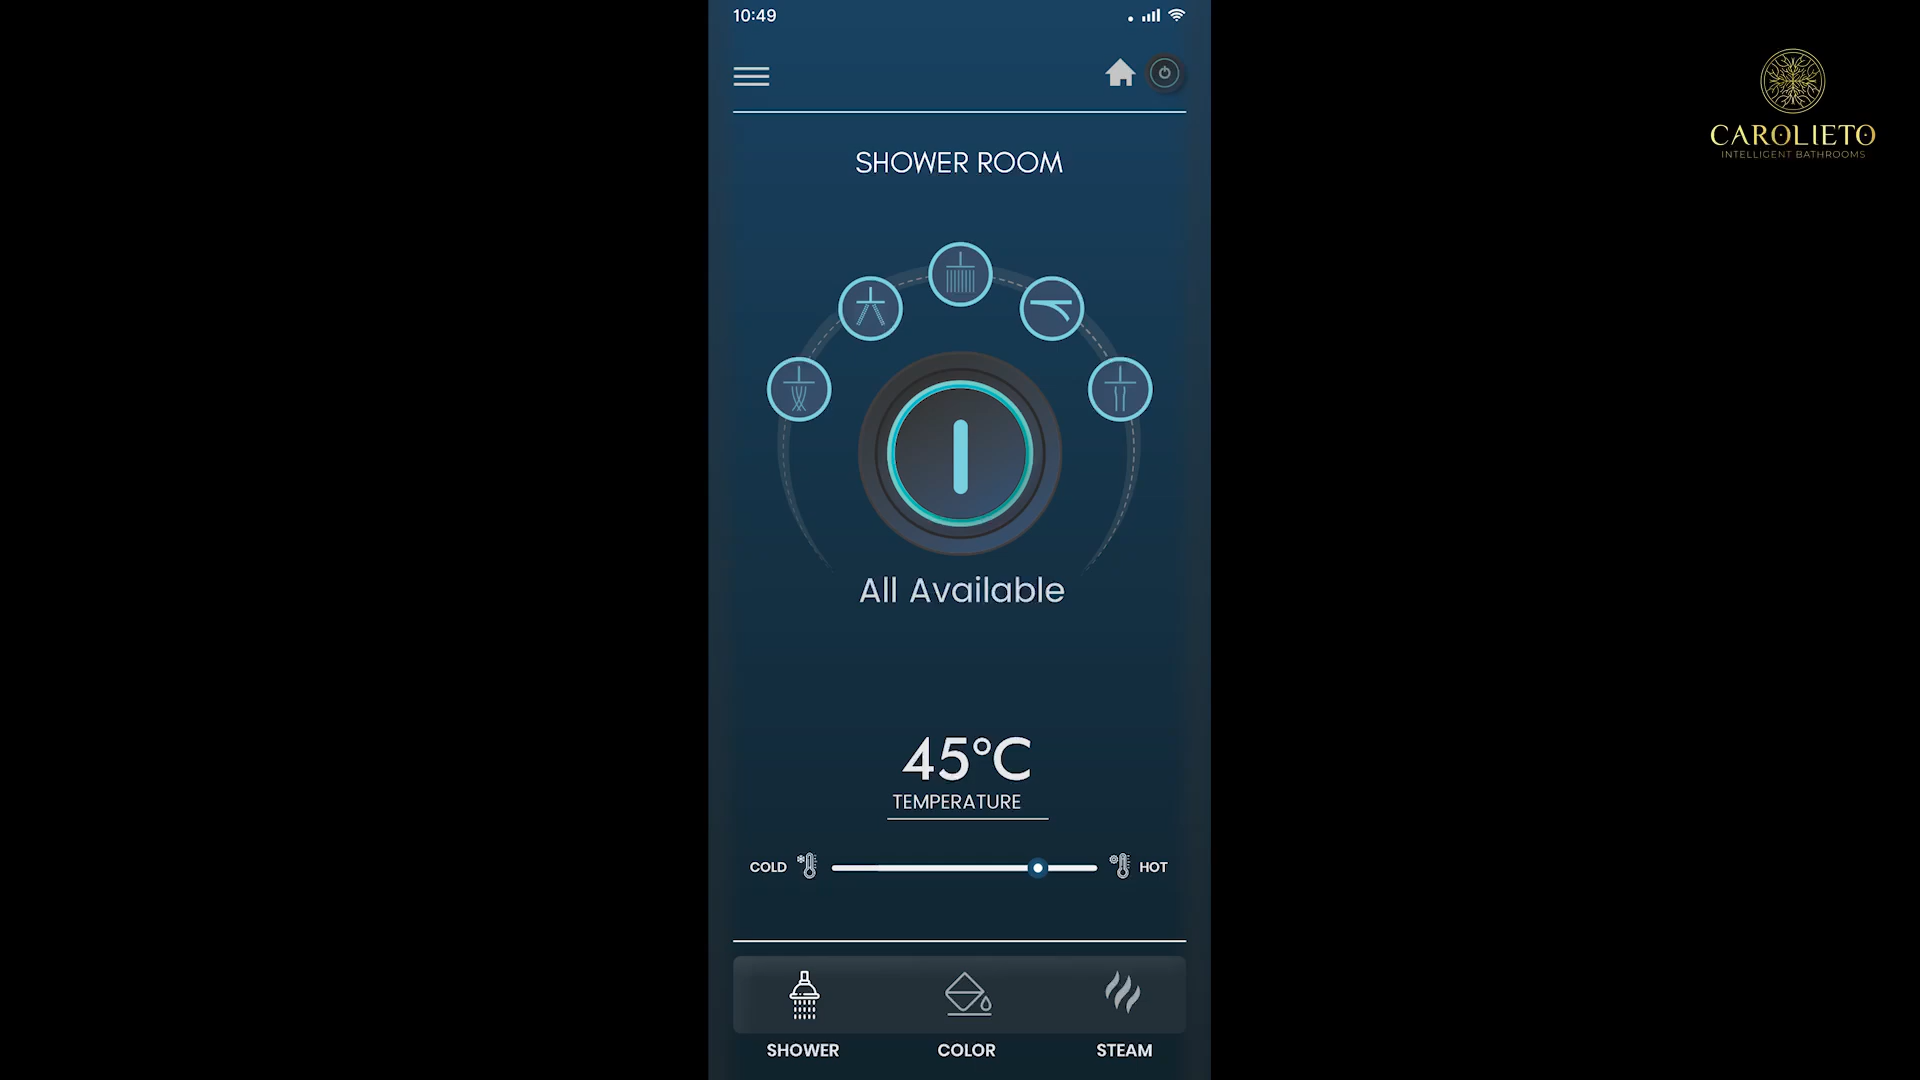 10:49
CAROLIETO
INTELLIGENT BATHROOMS
SHOWER ROOM
All Available
45°C
TEMPERATURE
COLD
HOT
SHOWER
COLOR
STEAM